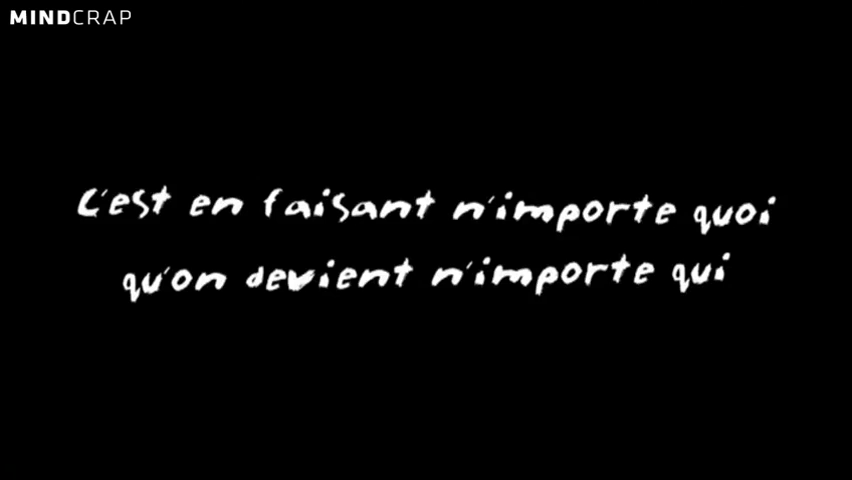 MINDCRAP
C'est en faisant n'importe quoi
qu'on devient n'importe qui